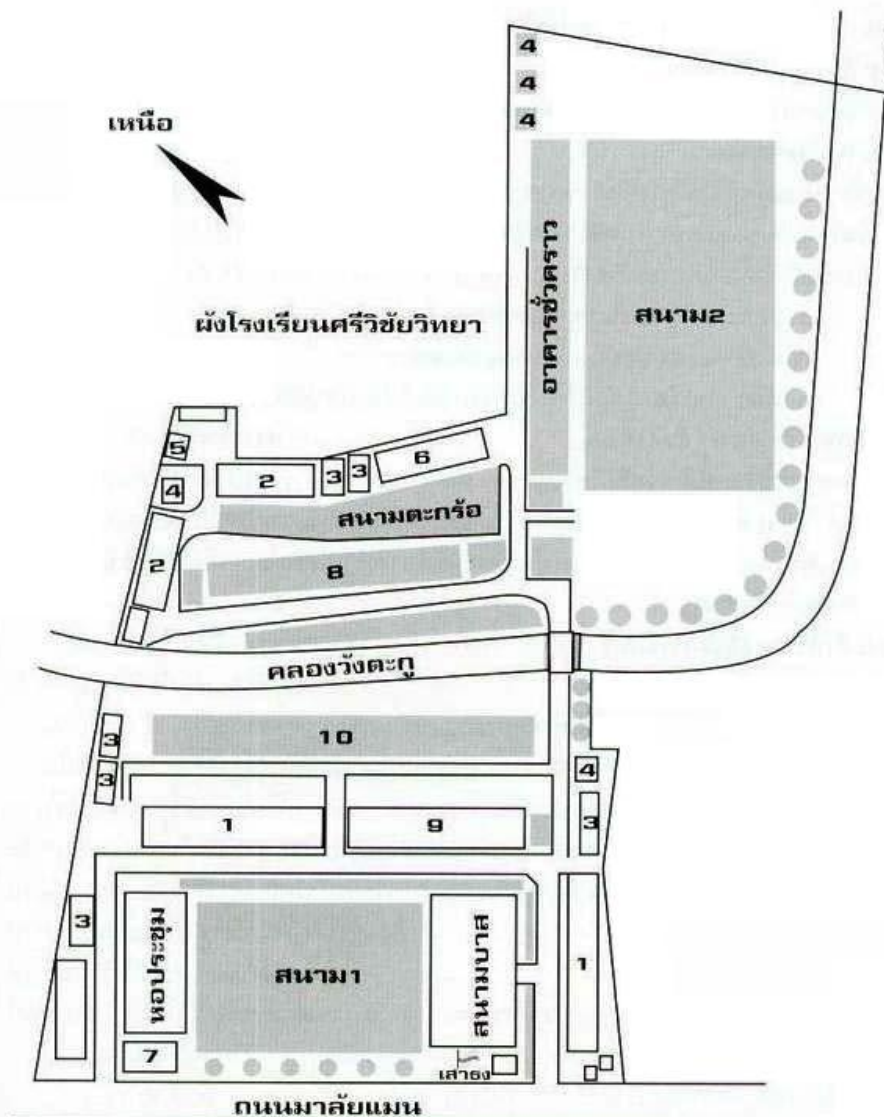 4
4
4
เหนือ
อาคารชั่วคราว
สนาม2
ผังโรงเรียนศรีวิชัยวิทยา
5
4
2
3
3
6
สนามตะกร้อ
2
8
คลองวังตะกู
3
10
3
4
1
9
3
3
หอประชุม
สนาม1
สนามบาส
1
7
เสาธง
ถนนมาลัยแมน